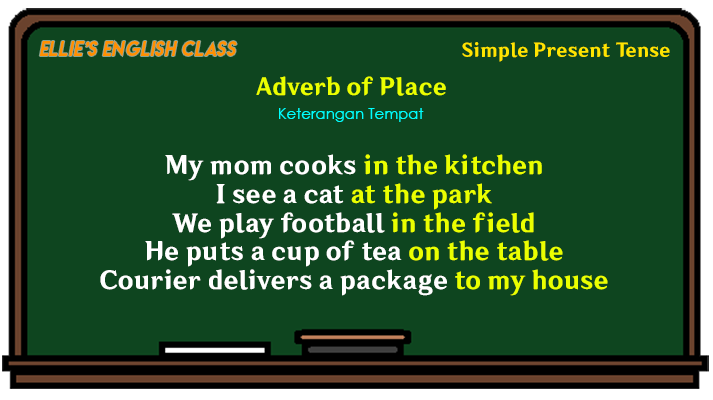 ELLIE'S ENGLISH CLASS
Simple Present Tense
Adverb of Place
Keterangan Tempat
My mom cooks in the kitchen
I see a cat at the park
We play football in the field
He puts a cup of tea on the table
Courier delivers a package to my house